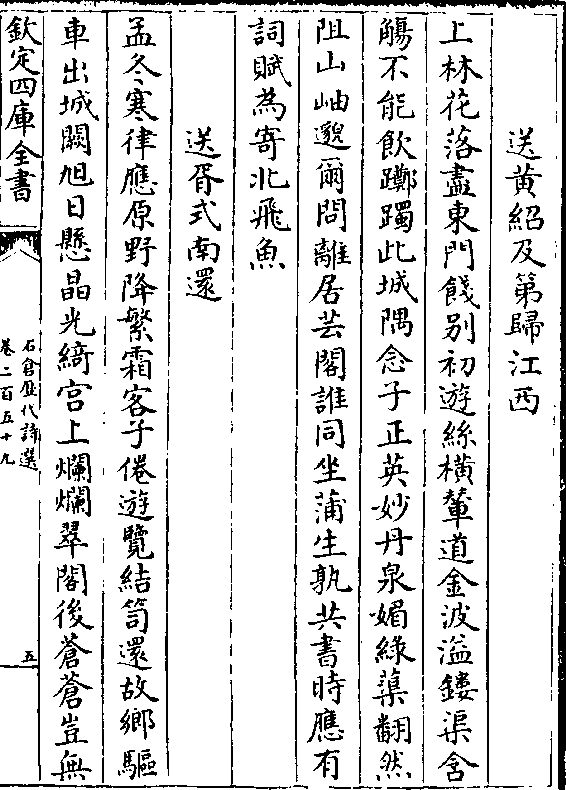 送黄紹及第歸江西
上林花落盡東門餞别初遊絲横輦道金波溢鏤渠含
觴不能飲躑躅此城隅念子正英妙丹泉媚綠蕖翻然
阻山岫邈爾問離居芸閣誰同坐蒲生孰共書時應有
詞賦為寄北飛魚
送胥式南還
孟冬寒律應原野降繁霜客子倦遊覽結笥還故鄉驅
車出城闕旭日懸晶光綺宫上爛爛翠閣後蒼蒼豈無
欽定四庫全書
石倉歴代詩選
卷二百五十九
五